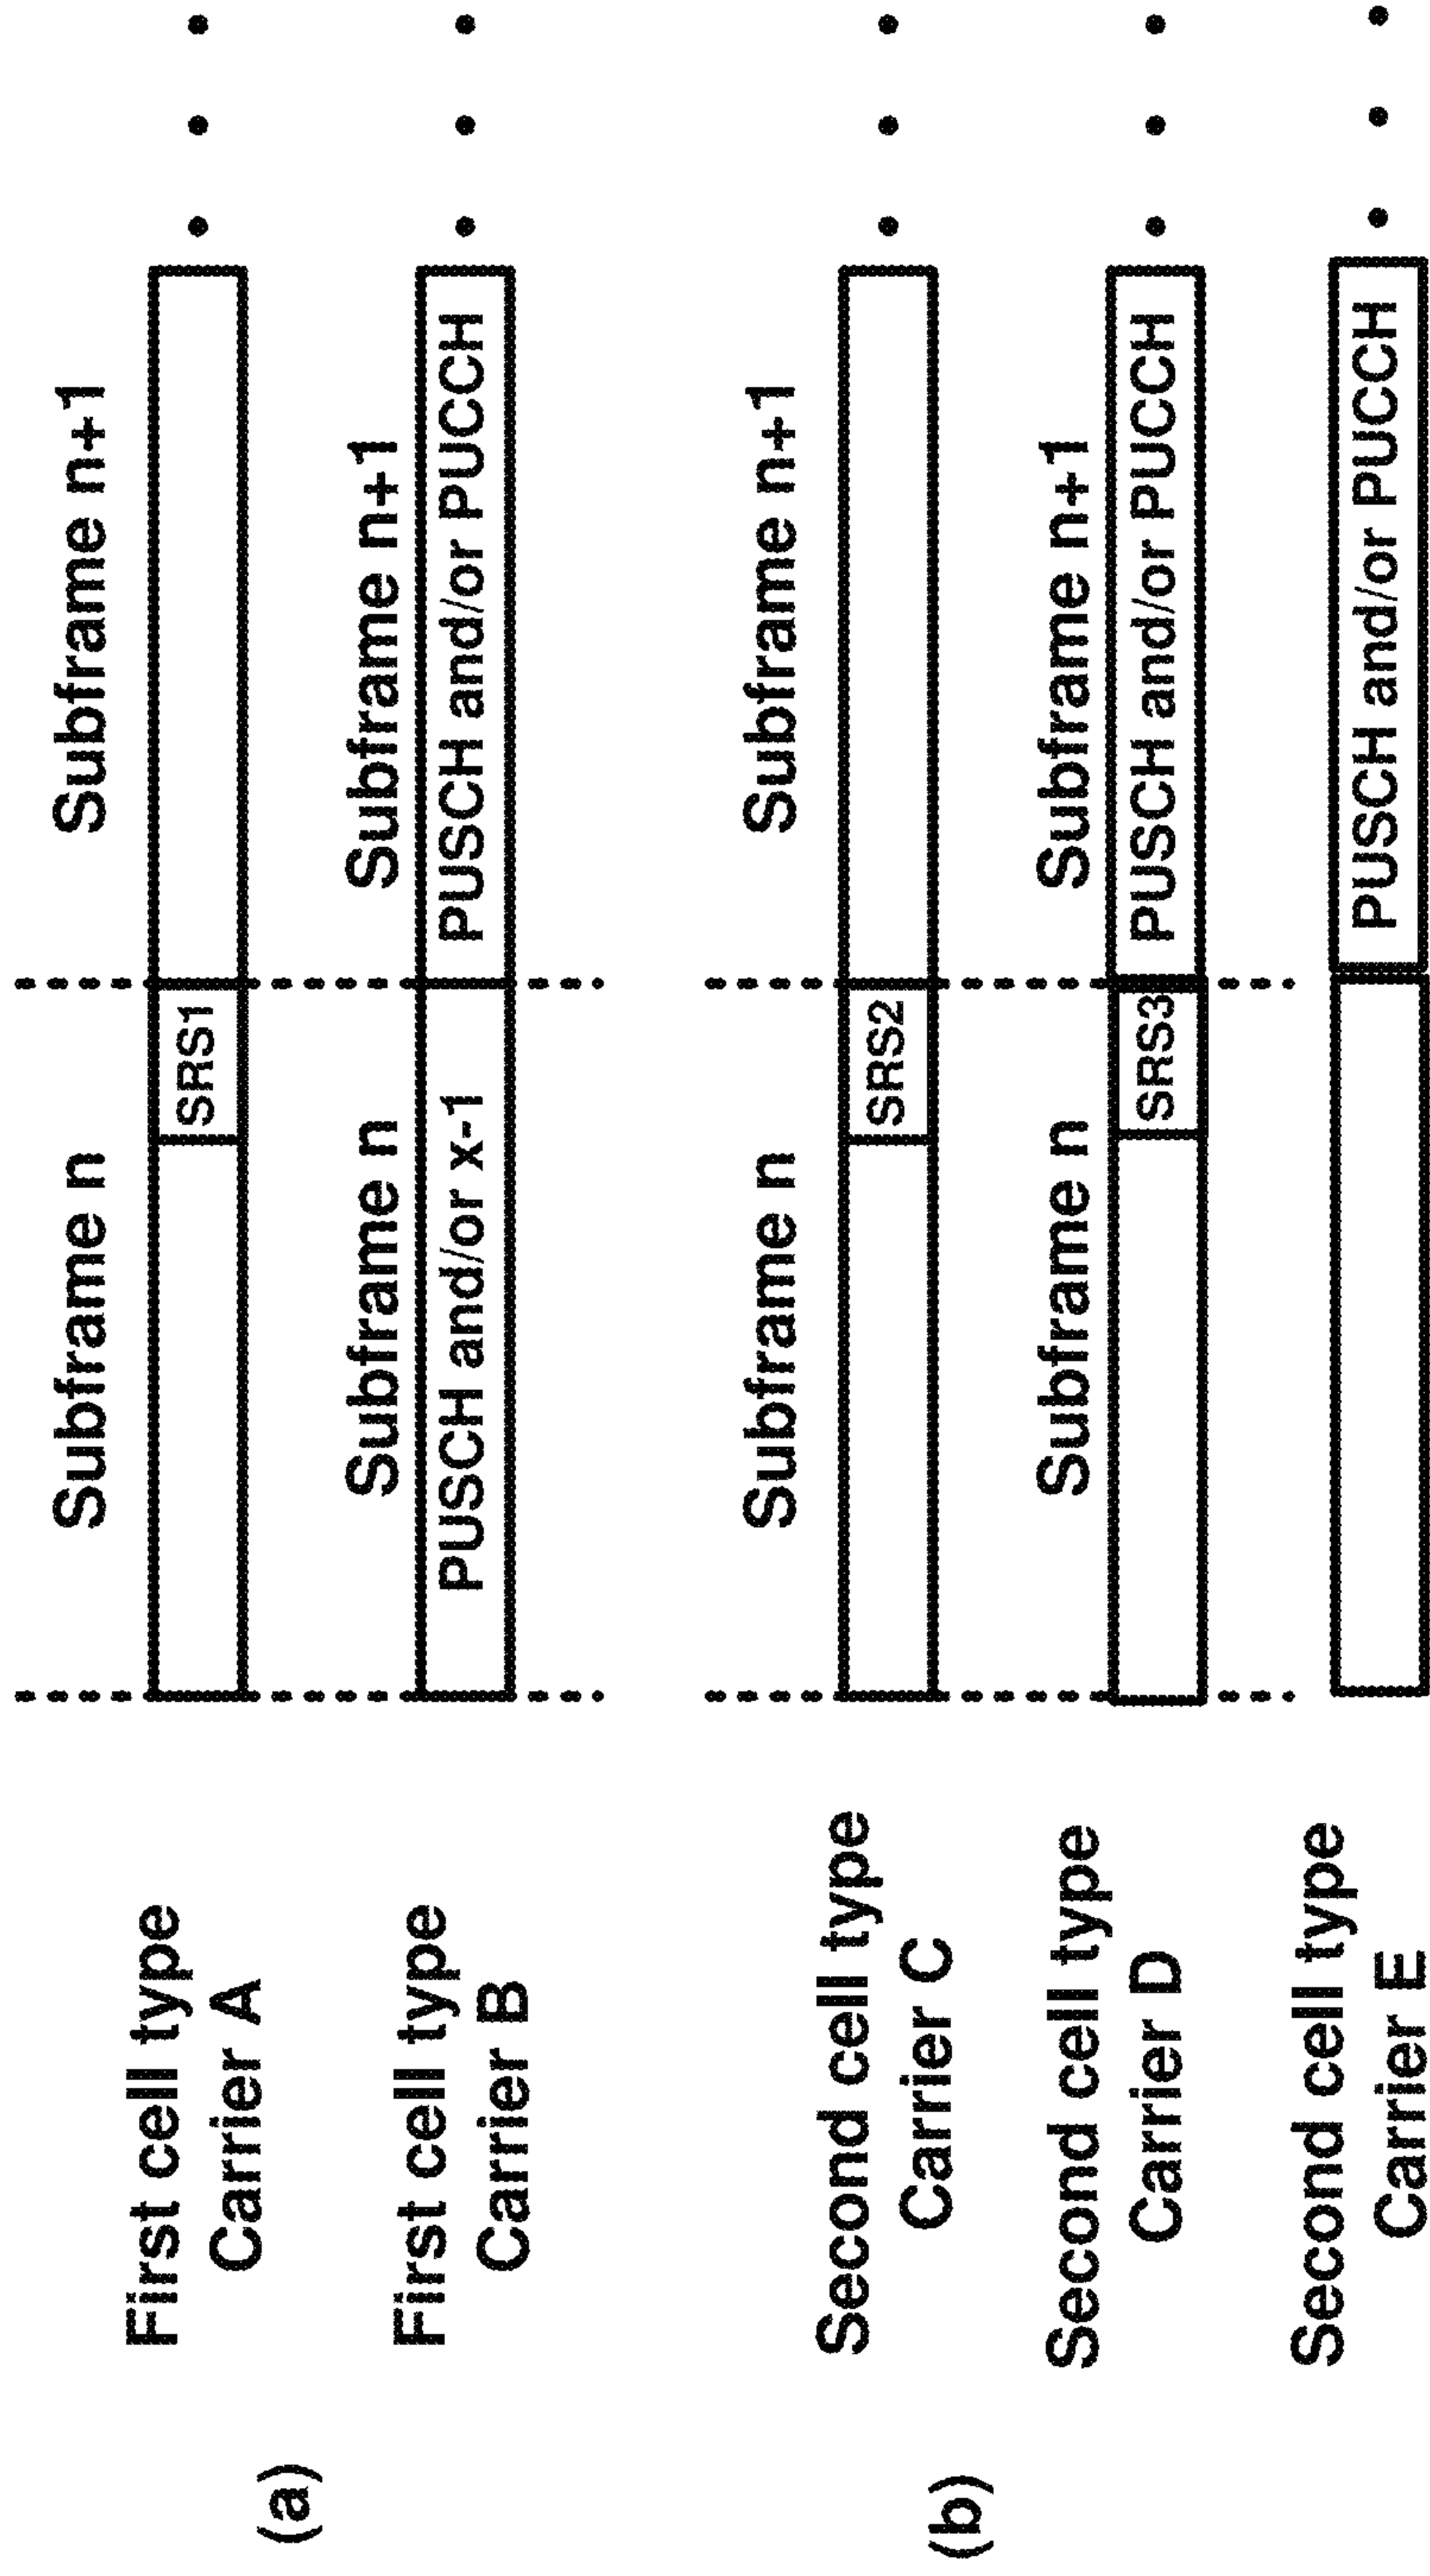 (a)
Subframe n
Subframe n+1
First cell type
Carrier A
SRS1
Subframe n
Subframe n+1
First cell type
Carrier B
PUSCH and/or x-1
PUSCH and/or PUCCH
(b)
Subframe n
Subframe n+1
Second cell type
Carrier C
SRS2
Subframe n
Subframe n+1
Second cell type
Carrier D
SRS3
PUSCH and/or PUCCH
Second cell type
Carrier E
PUSCH and/or PUCCH